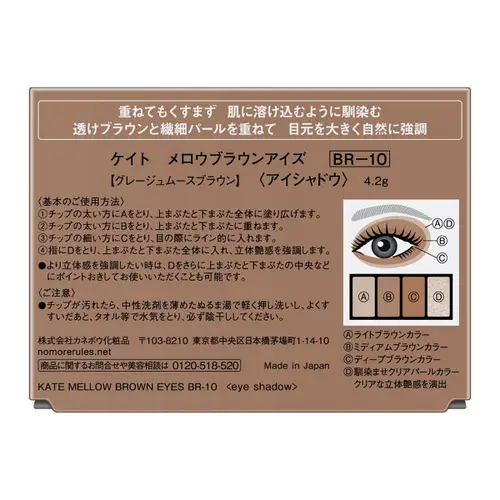 重ねてもくすまず 肌に溶け込むように馴染む
透けブラウンと繊細パールを重ねて 目元を大きく自然に強調
ケイト メロウブラウンアイズ BR-10
【グレージュムースブラウン】〈アイシャドウ〉 4.2g
〈基本のご使用方法〉
①チップの太い方にAをとり、上まぶたと下まぶた全体に塗り広げます。
②チップの太い方にBをとり、上まぶたと下まぶたに重ねます。
③チップの細い方にCをとり、目の際にライン的に入れます。
④指にDをとり、上まぶたと下まぶた全体に入れ、立体艶感を強調します。
●より立体感を強調したい時は、Dをさらに上まぶたと下まぶたの中央など
にポイントおきしてお使いいただくこともできます。
〈ご注意〉
・チップが汚れたら、中性洗剤を薄めたぬるま湯で軽く押し洗いし、よくす
すいだあと、タオル等で水気をとり、必ず陰干ししてください。
株式会社カネボウ化粧品 〒103-8210 東京都中央区日本橋茅場町1-14-10
nomorerules.net
商品に関するお問合せや美容相談 0120-518-520 Made in Japan
KATE MELLOW BROWN EYES BR-10 〈eye shadow〉
ⒶⒹ
Ⓑ
Ⓒ
A B C D
Ⓐライトブラウンカラー
Ⓑミディアムブラウンカラー
Ⓒディープブラウンカラー
Ⓓ馴染ませクリアパールカラー
クリアな立体艶感を演出